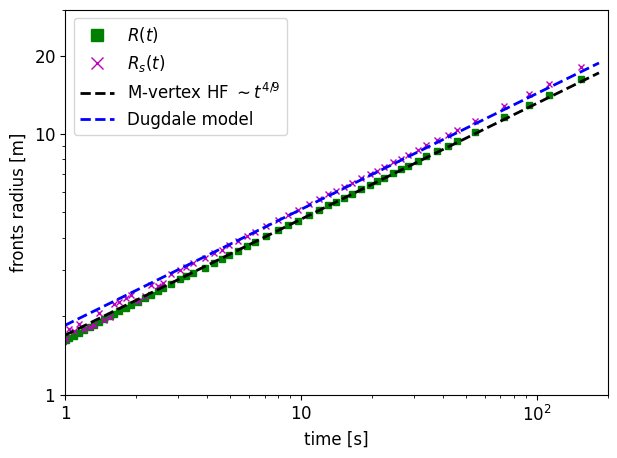 R(t)
R_s(t)
M-vertex HF ~ t^{4/9}
Dugdale model
fronts radius [m]
20
10
1
1 10 10^2
time [s]